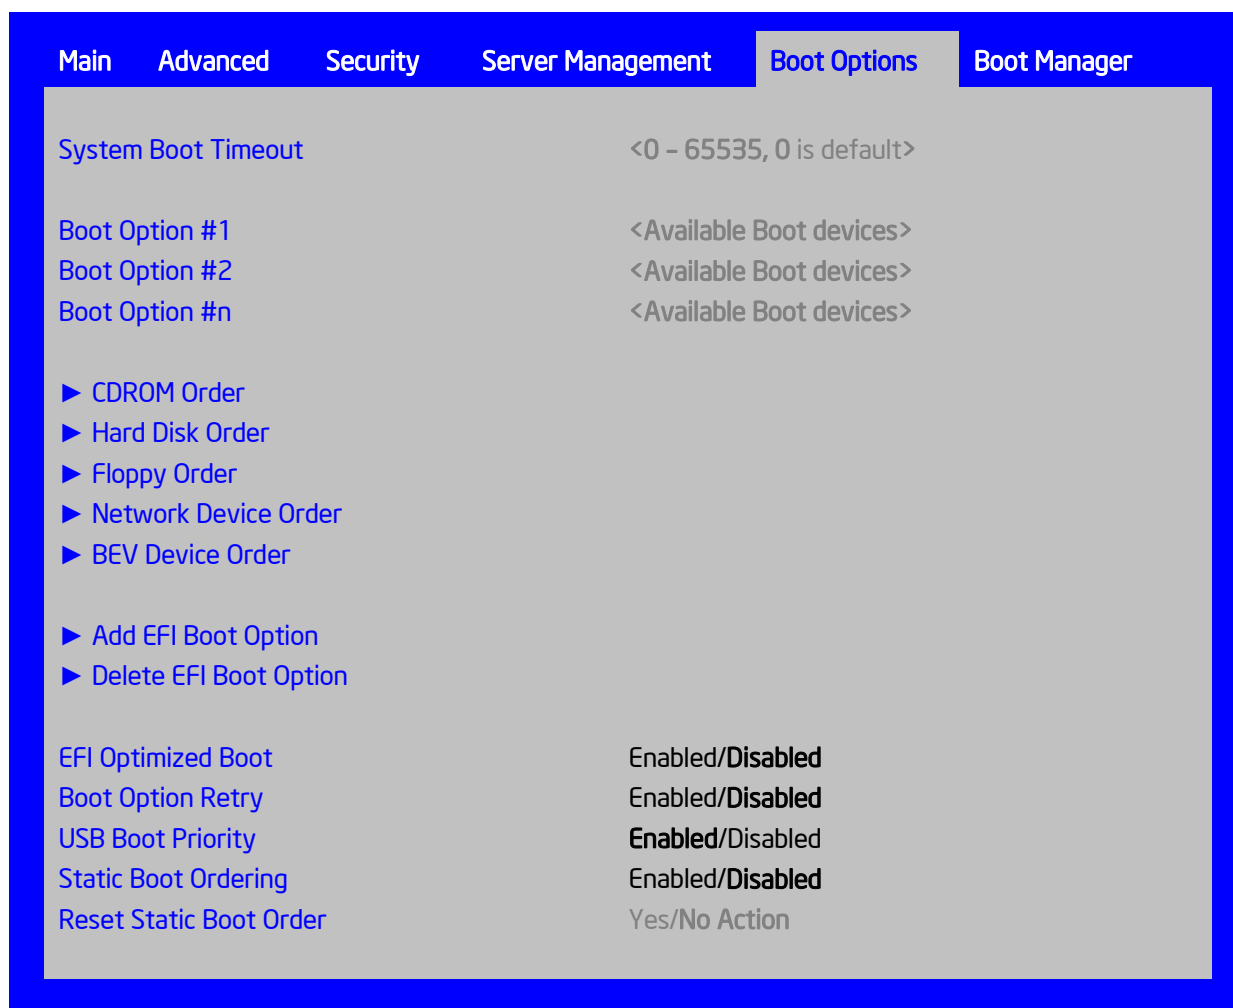 Main Advanced Security Server Management Boot Options Boot Manager
System Boot Timeout <0 – 65535, 0 is default>
Boot Option #1 <Available Boot devices>
Boot Option #2 <Available Boot devices>
Boot Option #n <Available Boot devices>
► CDROM Order
► Hard Disk Order
► Floppy Order
► Network Device Order
► BEV Device Order
► Add EFI Boot Option
► Delete EFI Boot Option
EFI Optimized Boot Enabled/Disabled
Boot Option Retry Enabled/Disabled
USB Boot Priority Enabled/Disabled
Static Boot Ordering Enabled/Disabled
Reset Static Boot Order Yes/No Action